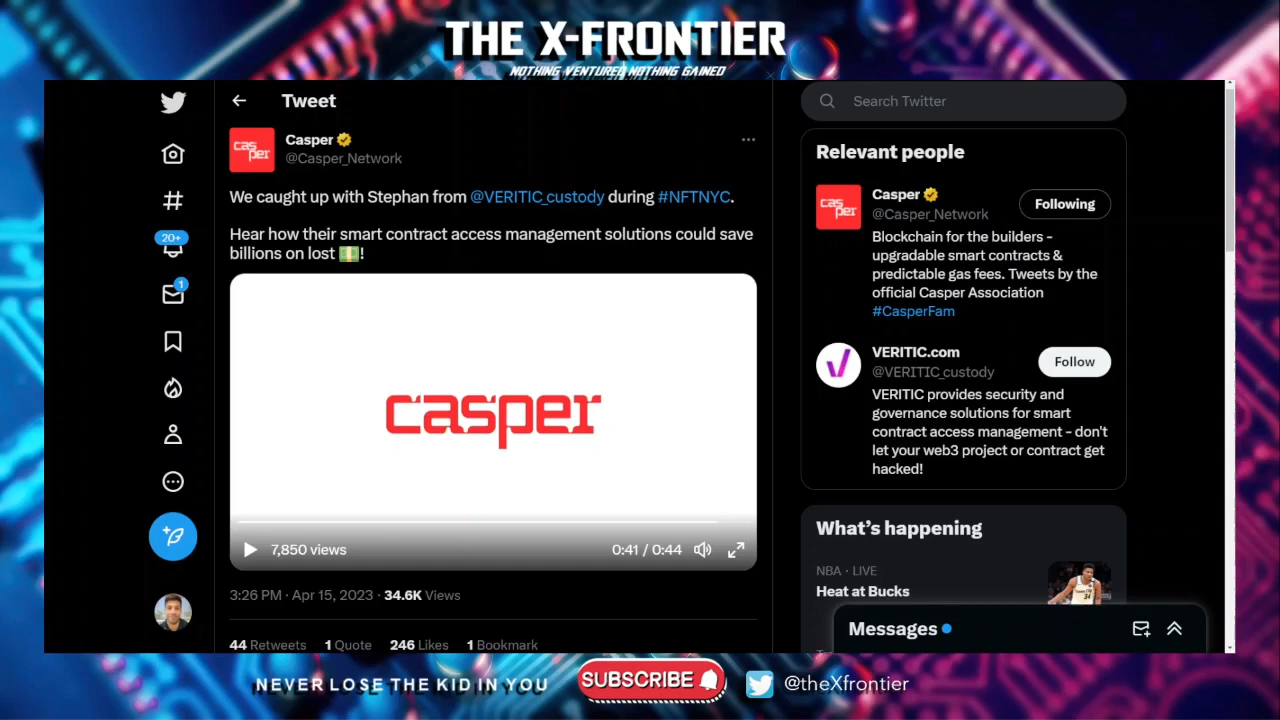 THE X-FRONTIER
NOTHING VENTURED NOTHING GAINED
Tweet
Search Twitter
casper
Casper
@Casper_Network
We caught up with Stephan from @VERITIC_custody during #NFTNYC.
Hear how their smart contract access management solutions could save
billions on lost 💵!
casper
7,850 views
0:41 / 0:44
3:26 PM · Apr 15, 2023 · 34.6K Views
44 Retweets 1 Quote 246 Likes 1 Bookmark
20+
1
Relevant people
casper
Casper
@Casper_Network
Following
Blockchain for the builders -
upgradable smart contracts &
predictable gas fees. Tweets by the
official Casper Association
#CasperFam
VERITIC.com
@VERITIC_custody
Follow
VERITIC provides security and
governance solutions for smart
contract access management - don't
let your web3 project or contract get
hacked!
What's happening
NBA · LIVE
Heat at Bucks
34
Messages
NEVER LOSE THE KID IN YOU
SUBSCRIBE
@theXfrontier